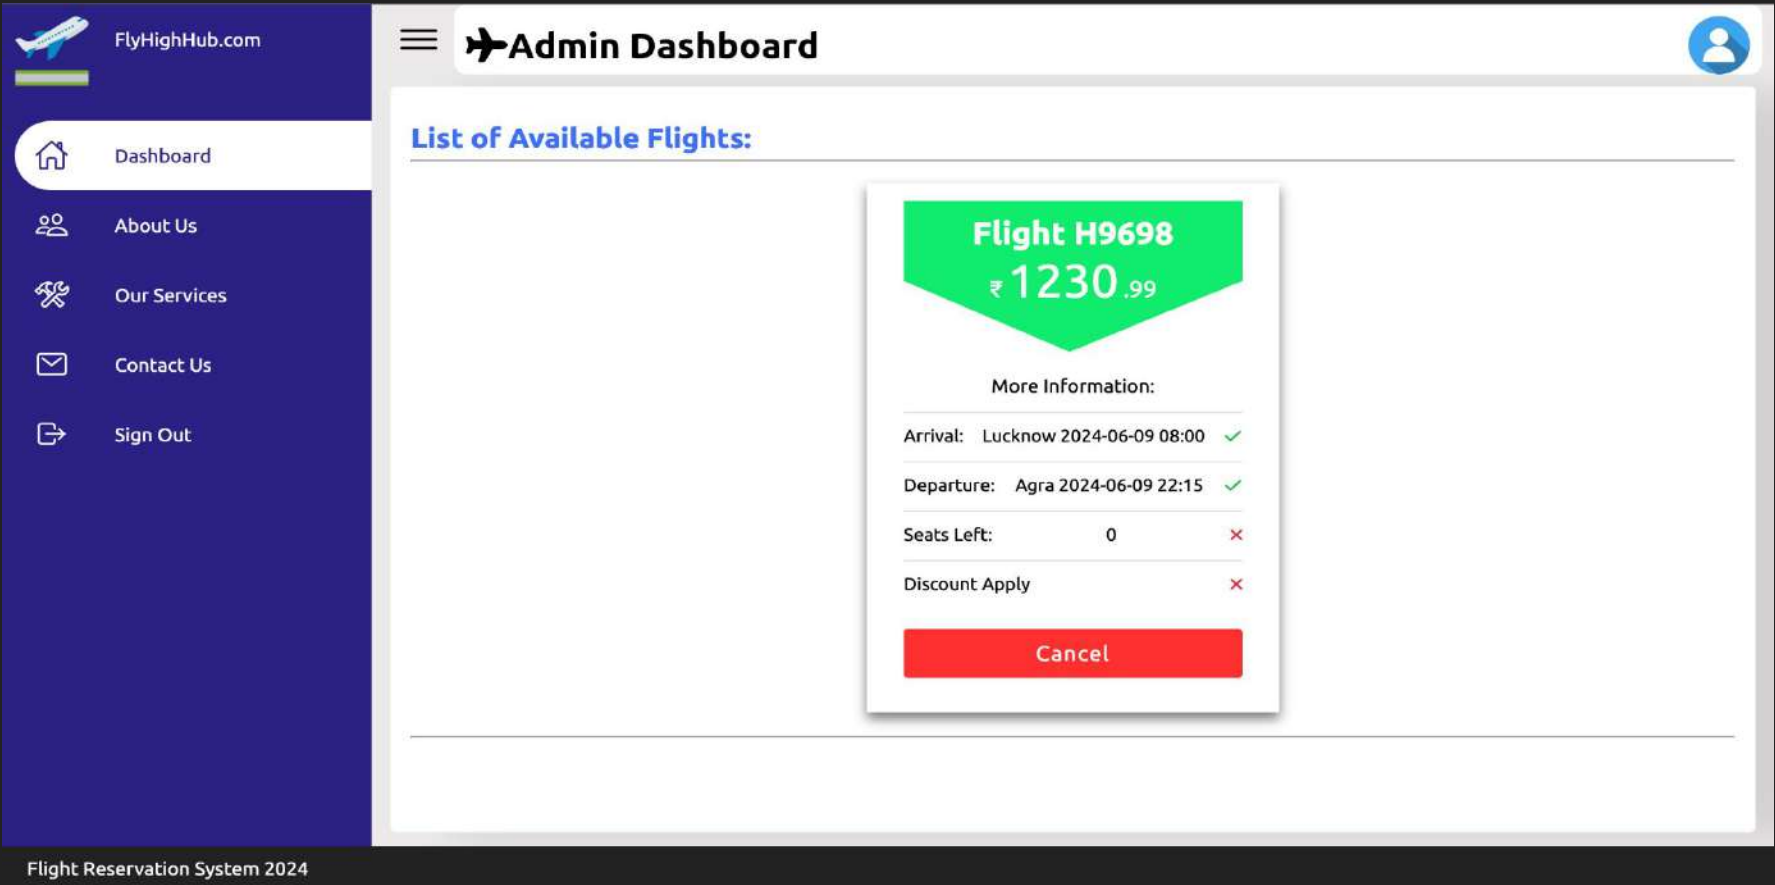 FlyHighHub.com
Dashboard
About Us
Our Services
Contact Us
Sign Out
Admin Dashboard
List of Available Flights:
Flight H9698
₹ 1230 .99
More Information:
Arrival: Lucknow 2024-06-09 08:00
Departure: Agra 2024-06-09 22:15
Seats Left: 0
Discount Apply
Cancel
Flight Reservation System 2024